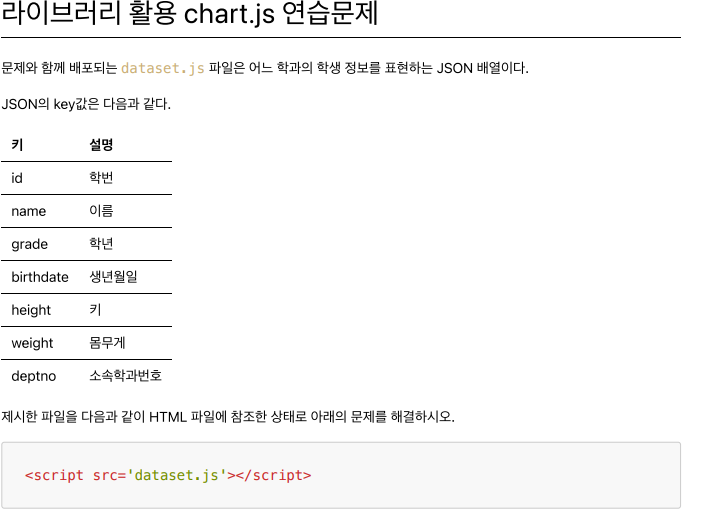 라이브러리 활용 chart.js 연습문제
문제와 함께 배포되는 dataset.js 파일은 어느 학과의 학생 정보를 표현하는 JSON 배열이다.
JSON의 key값은 다음과 같다.
키 설명
id 학번
name 이름
grade 학년
birthdate 생년월일
height 키
weight 몸무게
deptno 소속학과번호
제시한 파일을 다음과 같이 HTML 파일에 참조한 상태로 아래의 문제를 해결하시오.
<script src='dataset.js'></script>